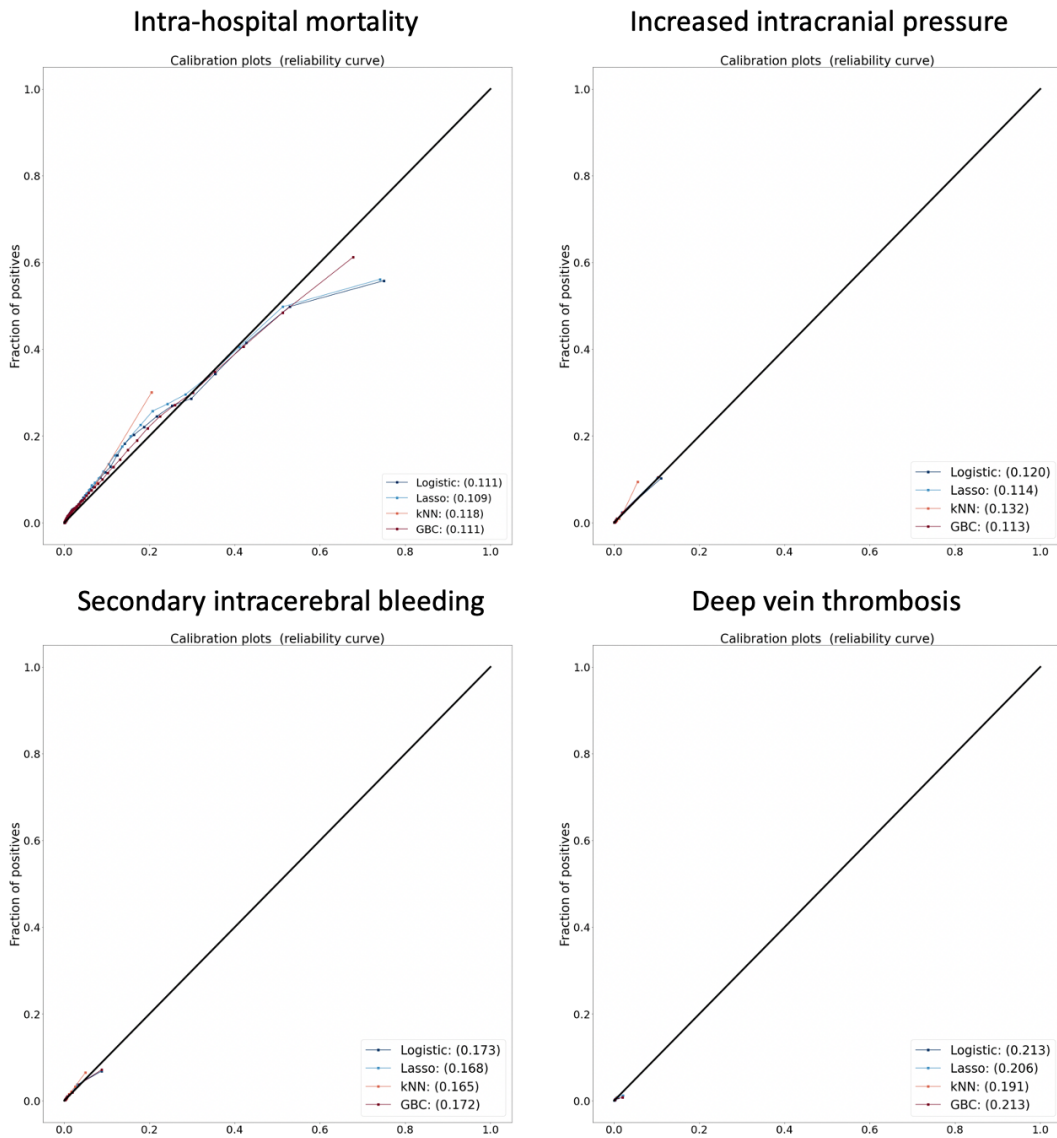 Intra-hospital mortality
Calibration plots (reliability curve)
Fraction of positives
1.0
0.8
0.6
0.4
0.2
0.0
0.0 0.2 0.4 0.6 0.8 1.0
Logistic: (0.111)
Lasso: (0.109)
kNN: (0.118)
GBC: (0.111)
Increased intracranial pressure
Calibration plots (reliability curve)
Fraction of positives
1.0
0.8
0.6
0.4
0.2
0.0
0.0 0.2 0.4 0.6 0.8 1.0
Logistic: (0.120)
Lasso: (0.114)
kNN: (0.132)
GBC: (0.113)
Secondary intracerebral bleeding
Calibration plots (reliability curve)
Fraction of positives
1.0
0.8
0.6
0.4
0.2
0.0
0.0 0.2 0.4 0.6 0.8 1.0
Logistic: (0.173)
Lasso: (0.168)
kNN: (0.165)
GBC: (0.172)
Deep vein thrombosis
Calibration plots (reliability curve)
Fraction of positives
1.0
0.8
0.6
0.4
0.2
0.0
0.0 0.2 0.4 0.6 0.8 1.0
Logistic: (0.213)
Lasso: (0.206)
kNN: (0.191)
GBC: (0.213)